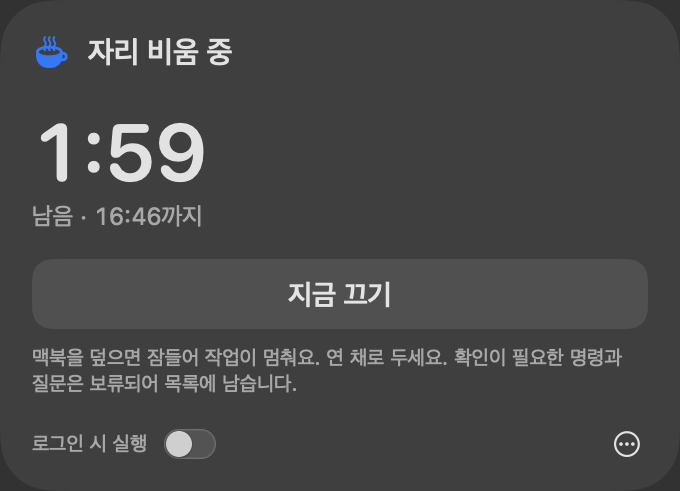 자리 비움 중
1:59
남음 · 16:46까지
지금 끄기
맥북을 덮으면 잠들어 작업이 멈춰요. 연 채로 두세요. 확인이 필요한 명령과
질문은 보류되어 목록에 남습니다.
로그인 시 실행